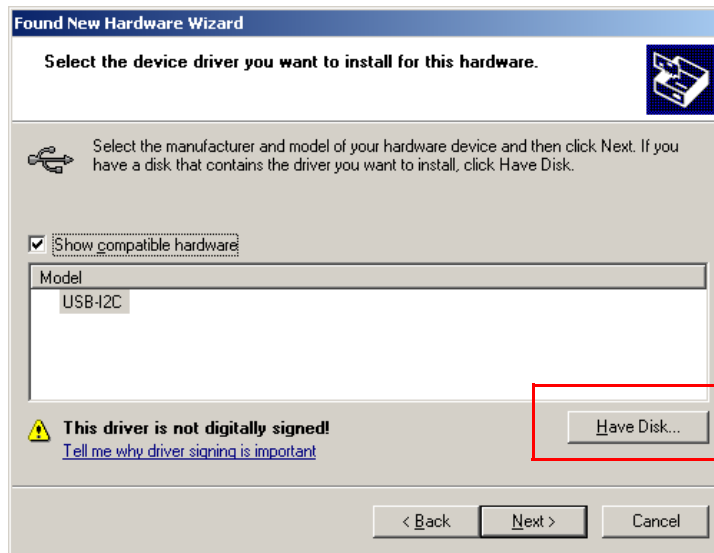 Found New Hardware Wizard
Select the device driver you want to install for this hardware.
Select the manufacturer and model of your hardware device and then click Next. If you
have a disk that contains the driver you want to install, click Have Disk.
Show compatible hardware
Model
USB-I2C
This driver is not digitally signed!
Tell me why driver signing is important
Have Disk...
< Back
Next >
Cancel